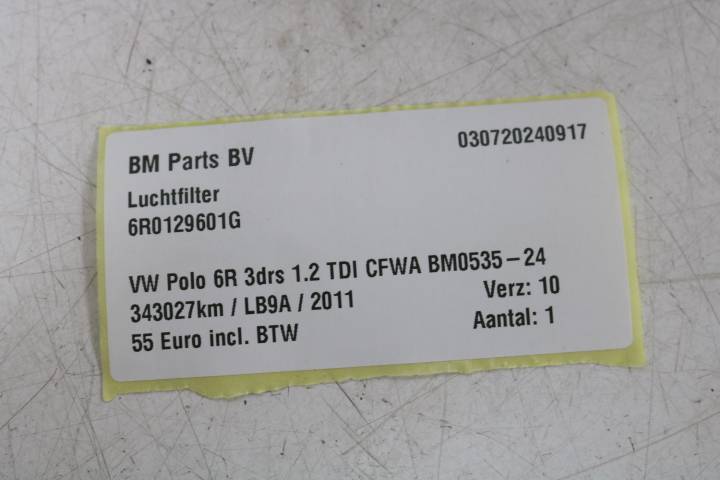 BM Parts BV
030720240917
Luchtfilter
6R0129601G
VW Polo 6R 3drs 1.2 TDI CFWA BM0535-24
343027km / LB9A / 2011
Verz: 10
55 Euro incl. BTW
Aantal: 1